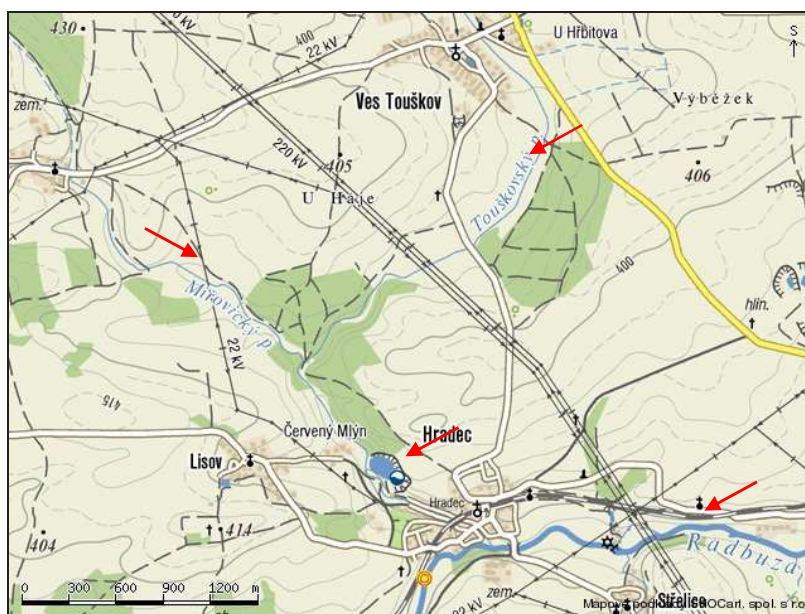 430
400
22 kV
U Hřbitova
S
zem.
Ves Touškov
Výběžek
220 kV
405
U Háje
Touškovský p.
406
400
Mířovický p.
hlin.
22 kV
415
Červený Mlýn
Hradec
Lisov
Hradec
404
414
Radbuza
zem.
Střelice
0 300 600 900 1200 m